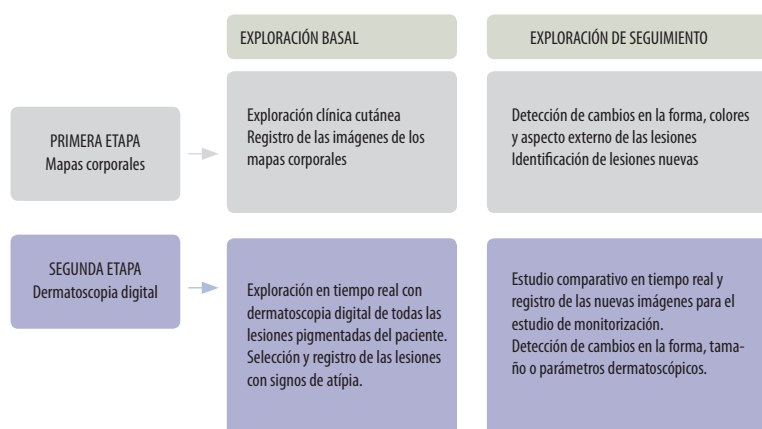 EXPLORACIÓN BASAL
EXPLORACIÓN DE SEGUIMIENTO
PRIMERA ETAPA
Mapas corporales
Exploración clínica cutánea
Registro de las imágenes de los
mapas corporales
Detección de cambios en la forma, colores
y aspecto externo de las lesiones
Identificación de lesiones nuevas
SEGUNDA ETAPA
Dermatoscopia digital
Exploración en tiempo real con
dermatoscopia digital de todas las
lesiones pigmentadas del paciente.
Selección y registro de las lesiones
con signos de atípia.
Estudio comparativo en tiempo real y
registro de las nuevas imágenes para el
estudio de monitorización.
Detección de cambios en la forma, tama-
ño o parámetros dermatoscópicos.